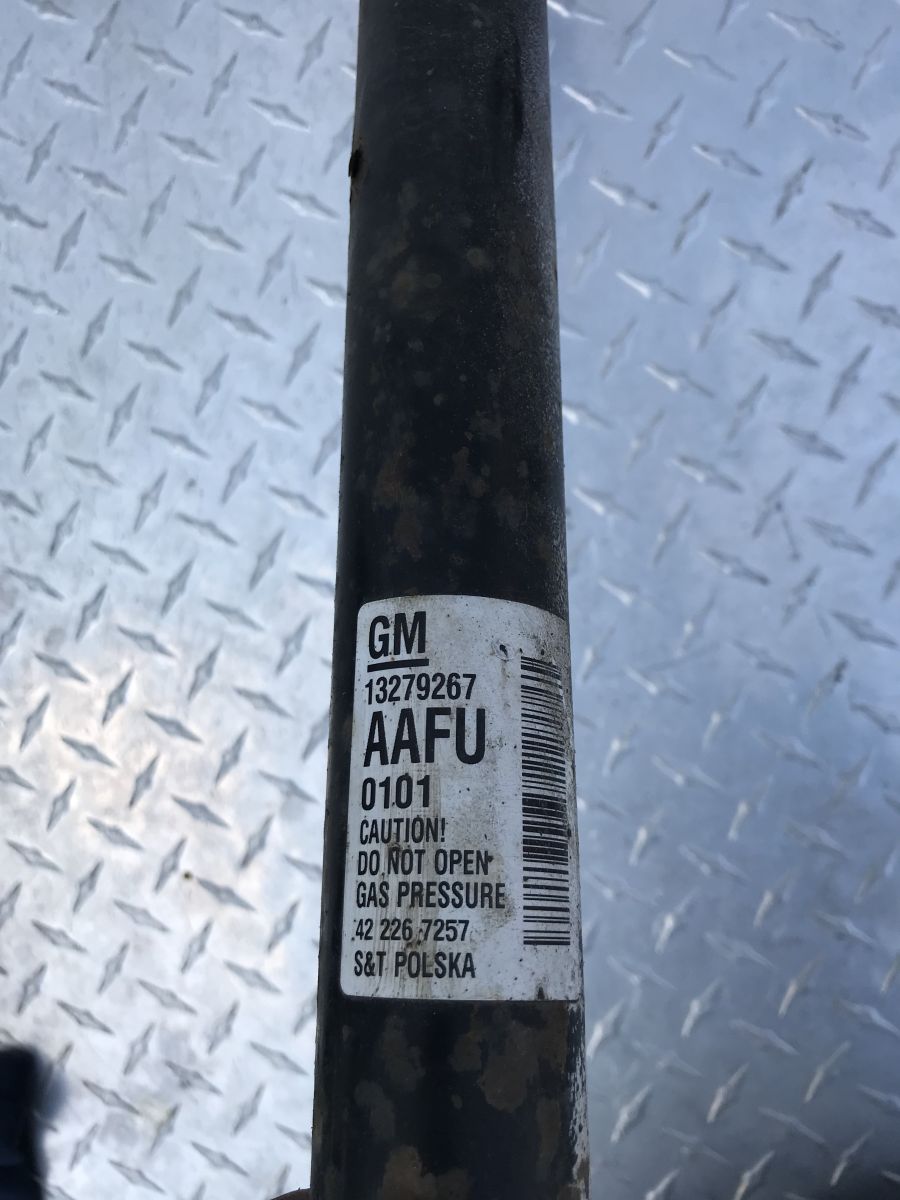 GM
13279267
AAFU
0101
CAUTION!
DO NOT OPEN
GAS PRESSURE
42 226 7257
S&T POLSKA